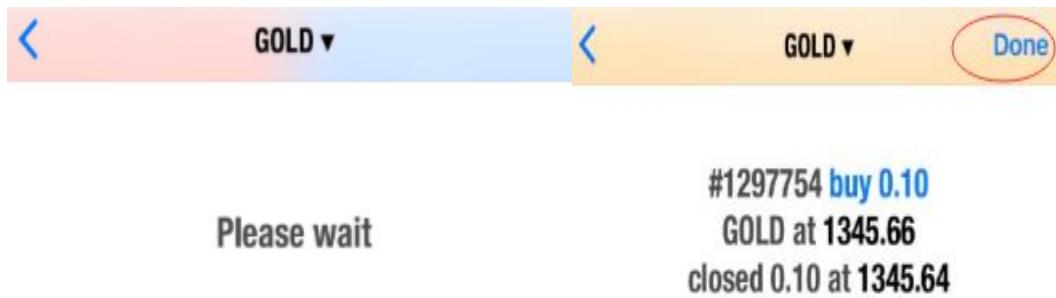 GOLD ▾
Please wait
GOLD ▾ Done
#1297754 buy 0.10
GOLD at 1345.66
closed 0.10 at 1345.64